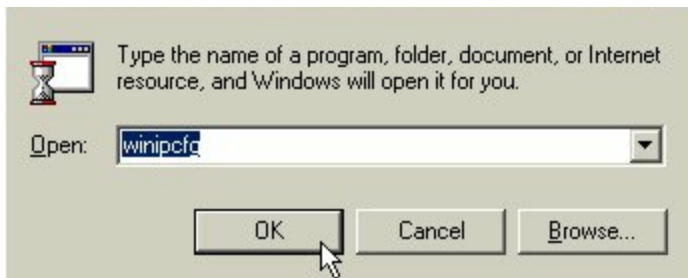 Type the name of a program, folder, document, or Internet
resource, and Windows will open it for you.
Open: winipcfg
OK Cancel Browse...